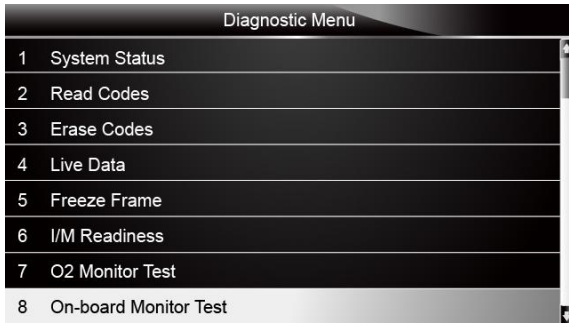 Diagnostic Menu
1 System Status
2 Read Codes
3 Erase Codes
4 Live Data
5 Freeze Frame
6 I/M Readiness
7 O2 Monitor Test
8 On-board Monitor Test